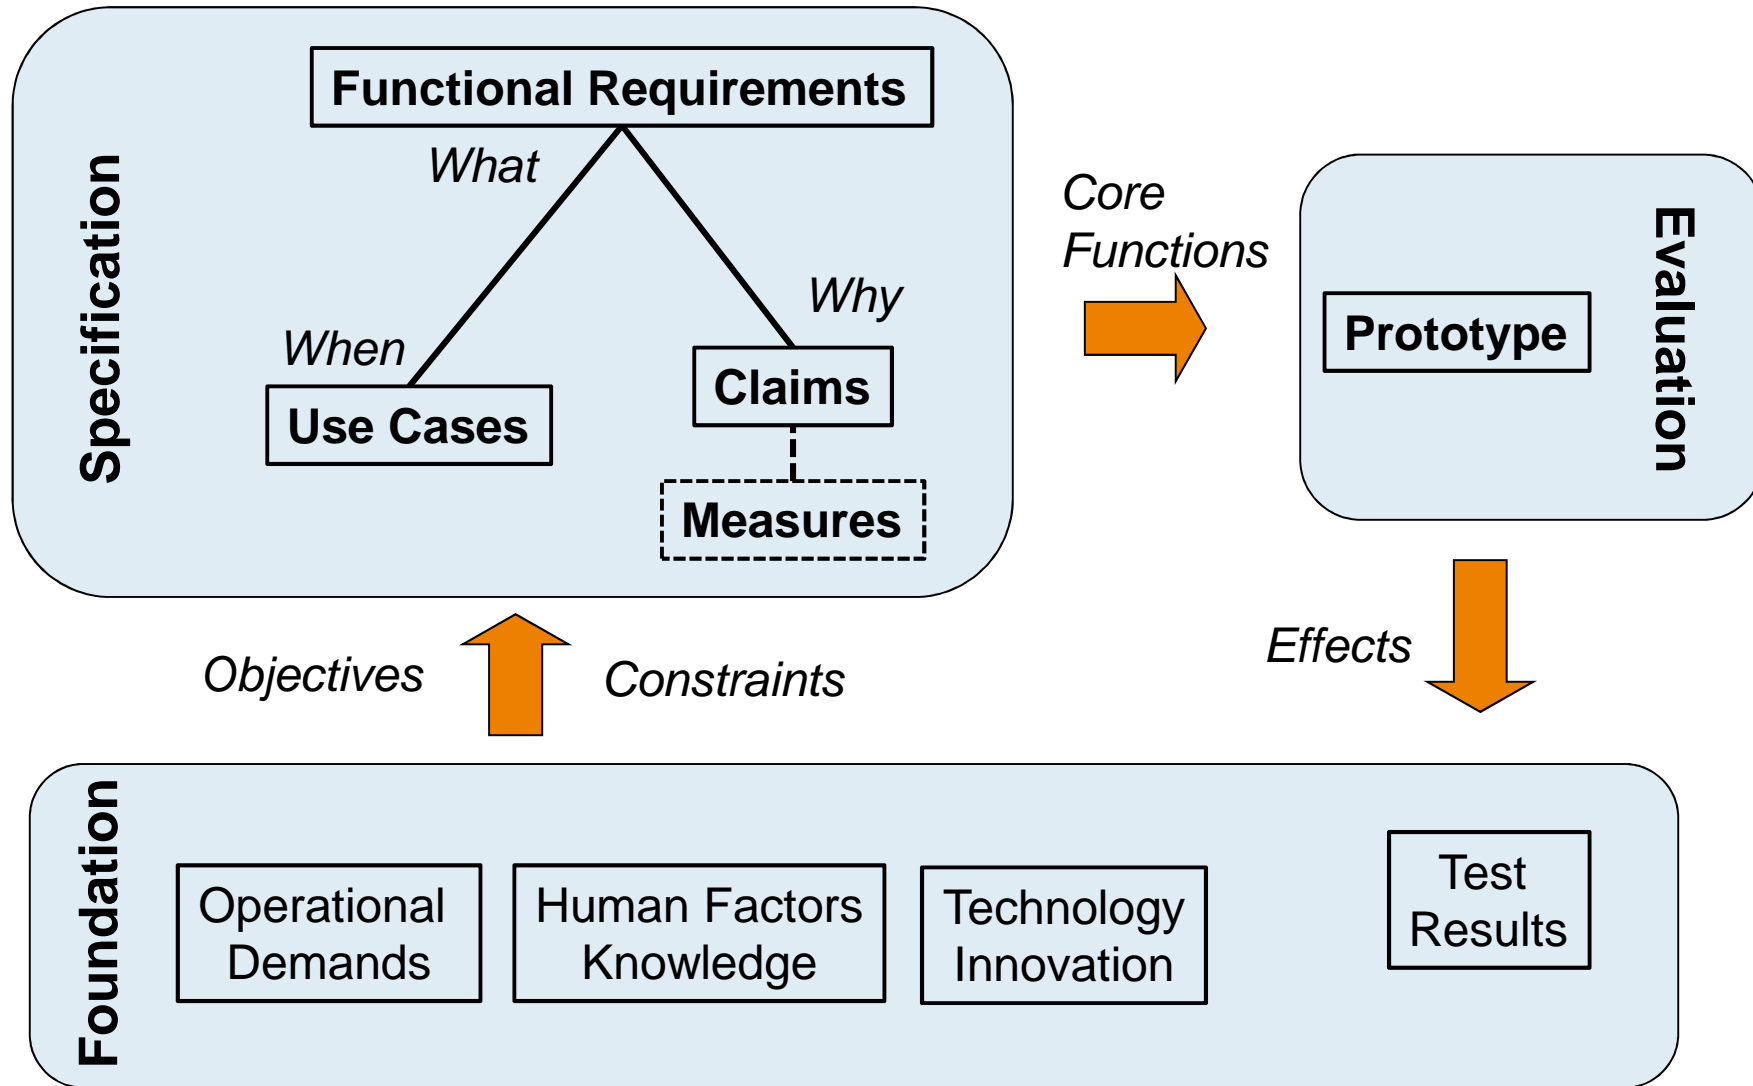 Specification
Functional Requirements
What
Why
When
Use Cases
Claims
Measures
Core
Functions
Evaluation
Prototype
Objectives
Constraints
Effects
Foundation
Operational
Demands
Human Factors
Knowledge
Technology
Innovation
Test
Results